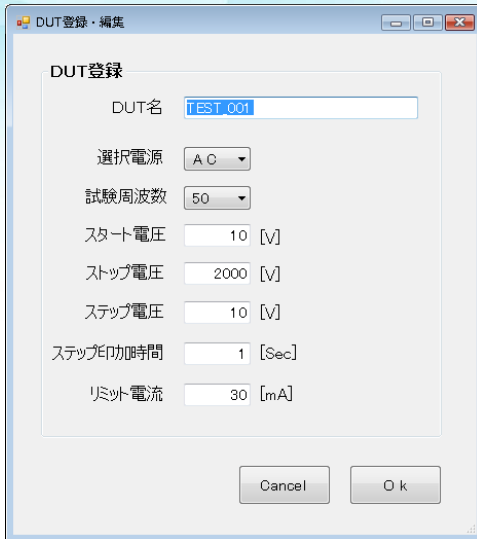 DUT登録・編集
DUT登録
DUT名 TEST_001
選択電源 AC
試験周波数 50
スタート電圧 10 [V]
ストップ電圧 2000 [V]
ステップ電圧 10 [V]
ステップ印加時間 1 [Sec]
リミット電流 30 [mA]
Cancel Ok